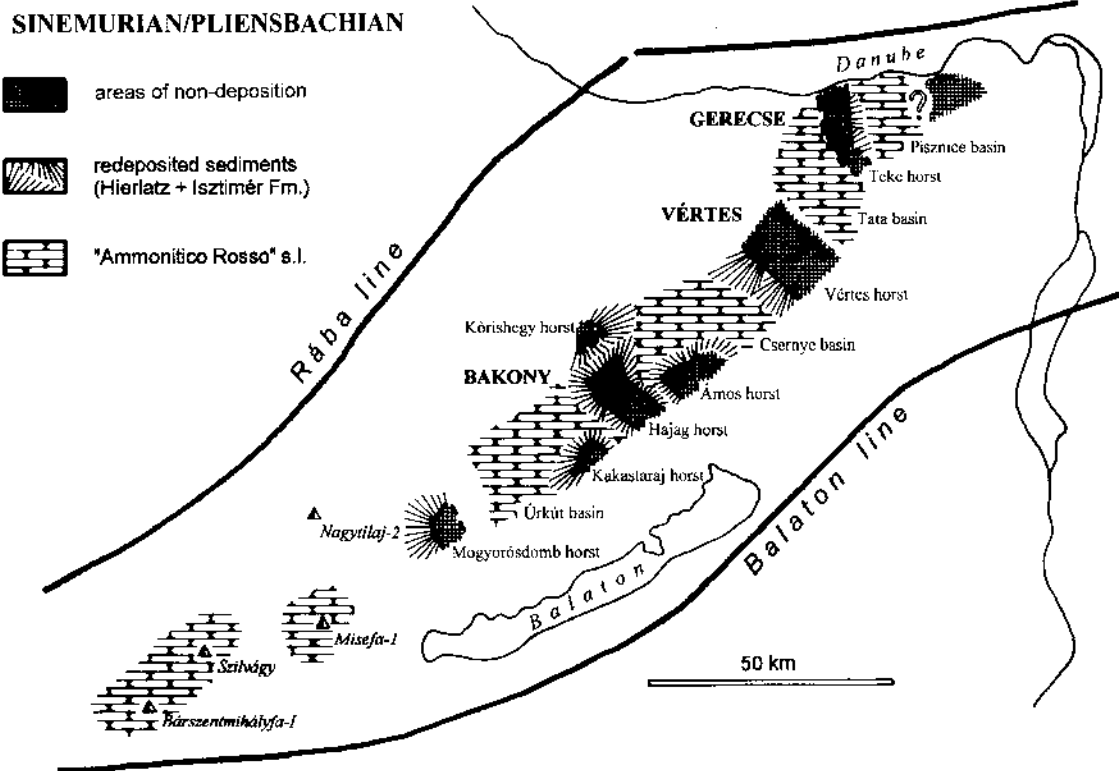 SINEMURIAN/PLIENSBACHIAN
areas of non-deposition
redeposited sediments
(Hierlatz + Isztimér Fm.)
"Ammonitico Rosso" s.l.
Danube
GERECSE
?
Pisznice basin
Teke horst
VÉRTES
Tata basin
Vértes horst
Rába line
Kőrishegy horst
Csernye basin
BAKONY
Ámos horst
Hajag horst
Kakastaraj horst
Balaton line
Úrkút basin
Nagytilaj-2
Mogyorósdomb horst
Balaton
Misefa-1
50 km
Szilvágy
Bárszentmihályfa-I